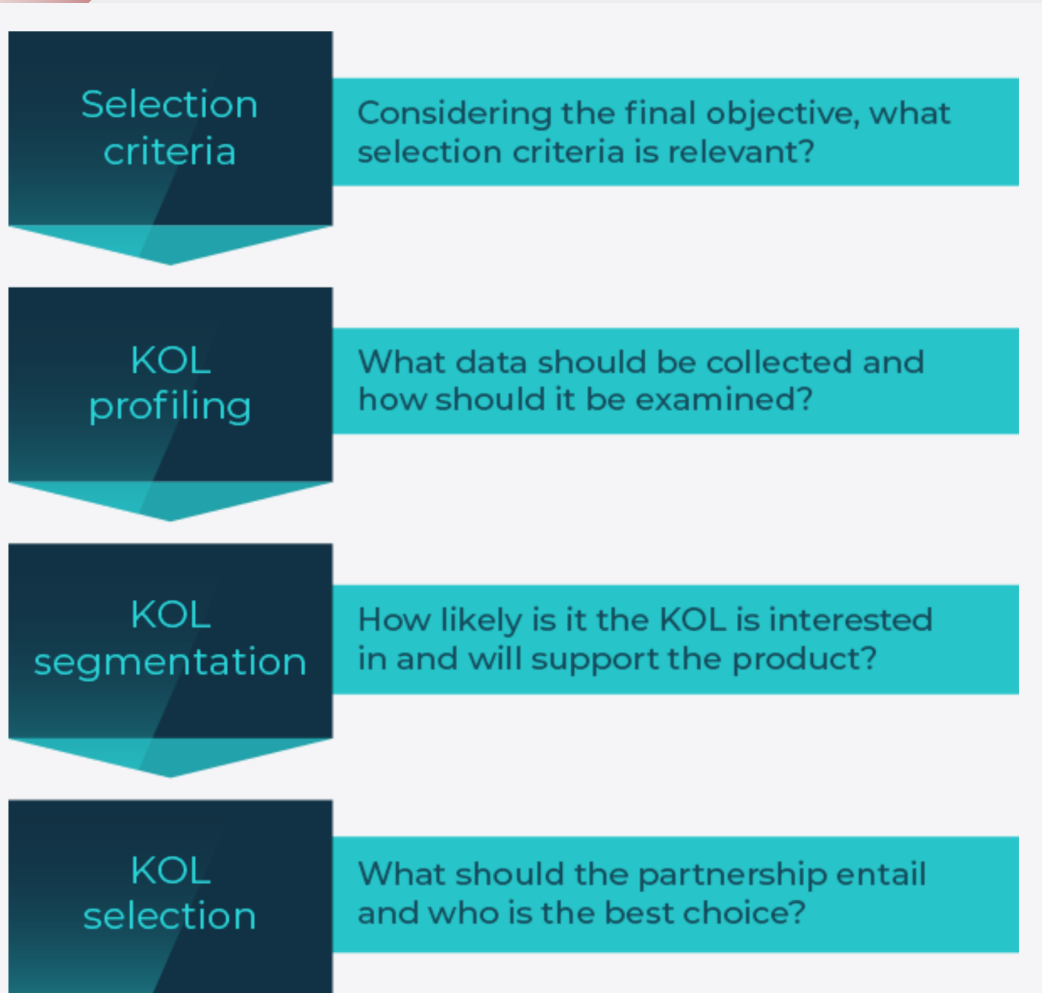 Selection
criteria
Considering the final objective, what
selection criteria is relevant?
KOL
profiling
What data should be collected and
how should it be examined?
KOL
segmentation
How likely is it the KOL is interested
in and will support the product?
KOL
selection
What should the partnership entail
and who is the best choice?